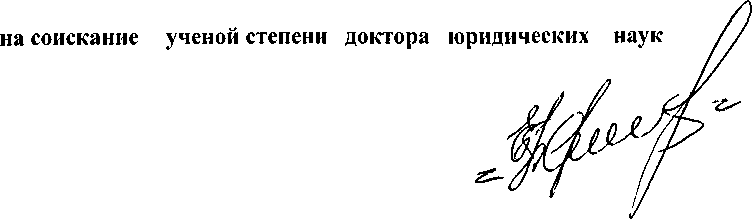 на соискание ученой степени доктора юридических наук